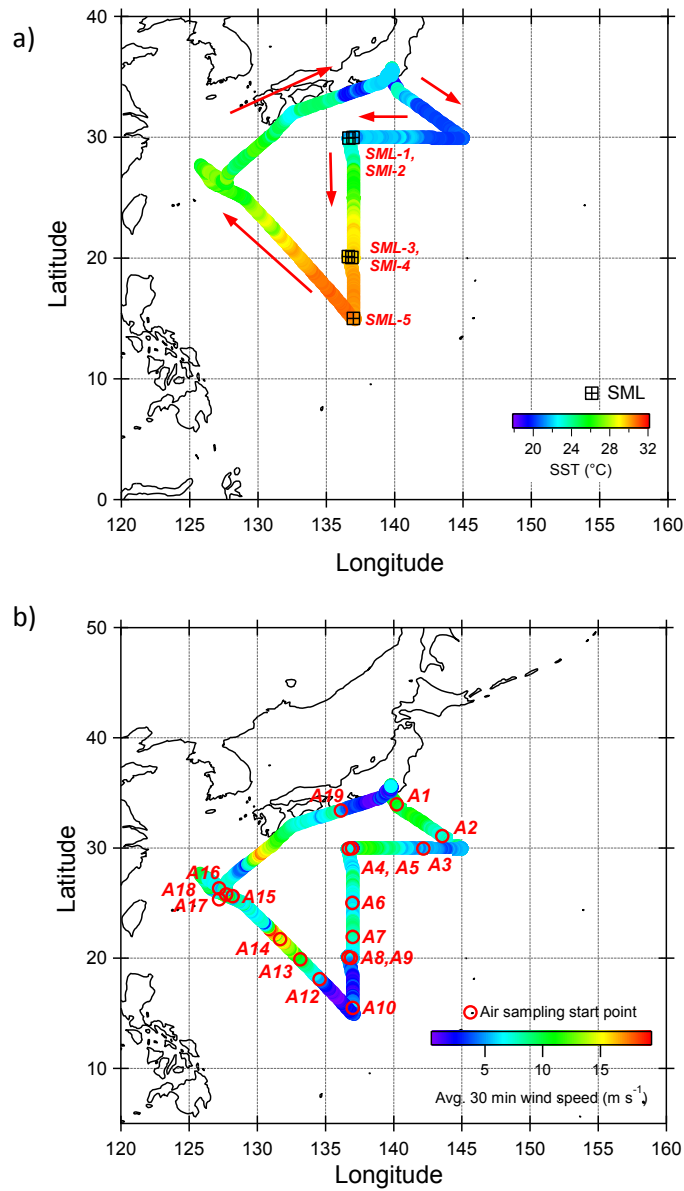 a)
40
30
20
10
0
Latitude
SML-1,
SMl-2
SML-3,
SMl-4
SML-5
SML
20 24 28 32
SST (°C)
120 125 130 135 140 145 150 155 160
Longitude
b)
50
40
30
20
10
Latitude
A19
A1
A2
A16
A18
A17
A15
A4, A5
A3
A6
A14
A7
A13
A8,A9
A12
A10
Air sampling start point
5 10 15
Avg. 30 min wind speed (m s⁻¹)
120 125 130 135 140 145 150 155 160
Longitude